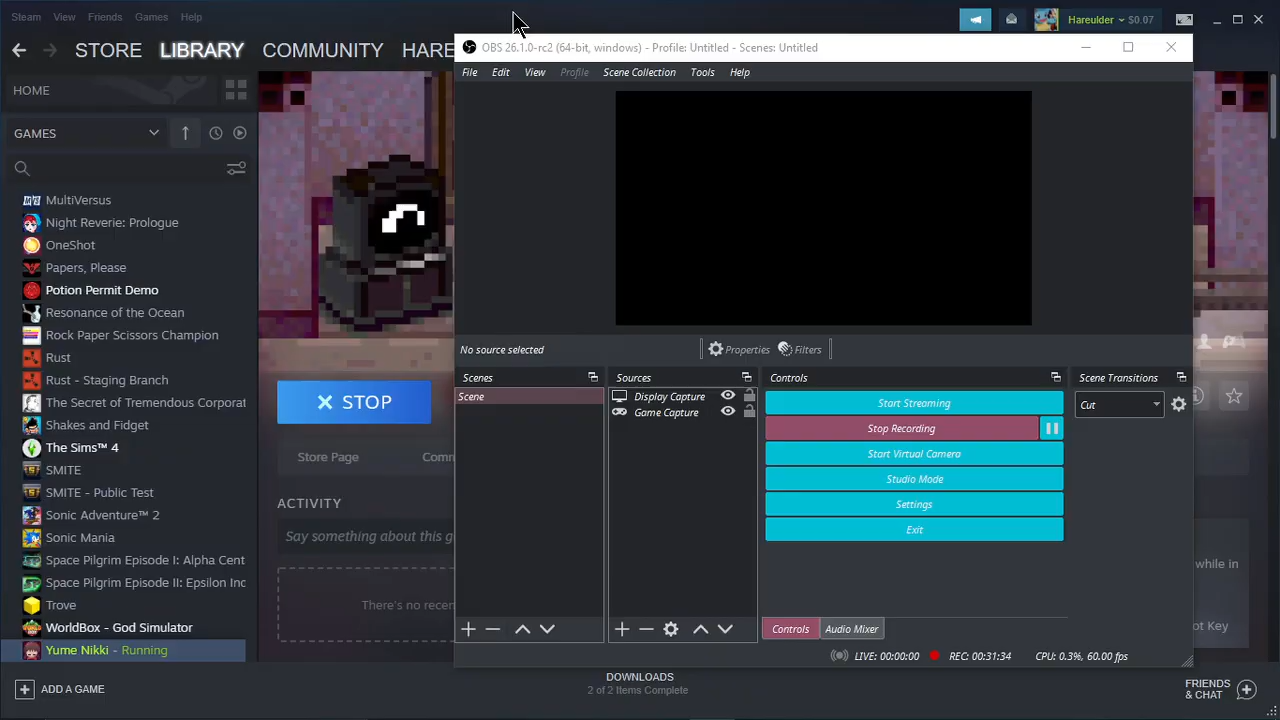 Steam View Friends Games Help
Hareulder $0.07
STORE LIBRARY COMMUNITY HARE
OBS 26.1.0-rc2 (64-bit, windows) - Profile: Untitled - Scenes: Untitled
File Edit View Profile Scene Collection Tools Help
HOME
GAMES
MultiVersus
Night Reverie: Prologue
OneShot
Papers, Please
Potion Permit Demo
Resonance of the Ocean
Rock Paper Scissors Champion
Rust
Rust - Staging Branch
The Secret of Tremendous Corporat
Shakes and Fidget
The Sims™ 4
SMITE
SMITE - Public Test
Sonic Adventure™ 2
Sonic Mania
Space Pilgrim Episode I: Alpha Cent
Space Pilgrim Episode II: Epsilon Inc
Trove
WorldBox - God Simulator
Yume Nikki - Running
STOP
Store Page Comm
ACTIVITY
Say something about this g
There's no recen
No source selected
Properties Filters
Scenes
Scene
Sources
Display Capture
Game Capture
Controls
Start Streaming
Stop Recording
Start Virtual Camera
Studio Mode
Settings
Exit
Controls Audio Mixer
Scene Transitions
Cut
LIVE: 00:00:00 REC: 00:31:34 CPU: 0.3%, 60.00 fps
while in
ot Key
ADD A GAME
DOWNLOADS
2 of 2 Items Complete
FRIENDS
& CHAT